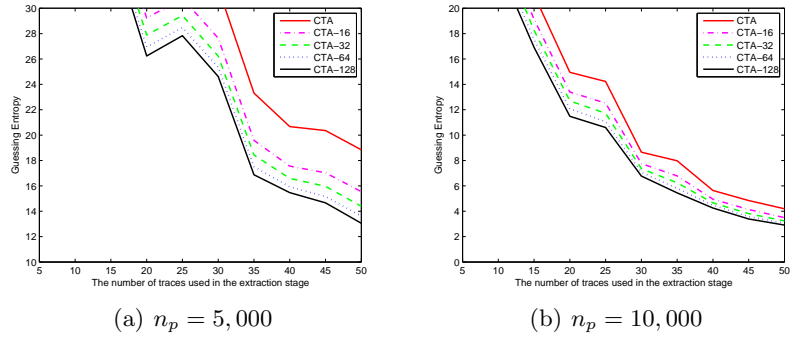 30
28
26
24
22
20
18
16
14
12
10
Guessing Entropy
CTA
CTA−16
CTA−32
CTA−64
CTA−128
5 10 15 20 25 30 35 40 45 50
The number of traces used in the extraction stage
(a) n_p = 5,000
20
18
16
14
12
10
8
6
4
2
0
Guessing Entropy
CTA
CTA−16
CTA−32
CTA−64
CTA−128
5 10 15 20 25 30 35 40 45 50
The number of traces used in the extraction stage
(b) n_p = 10,000